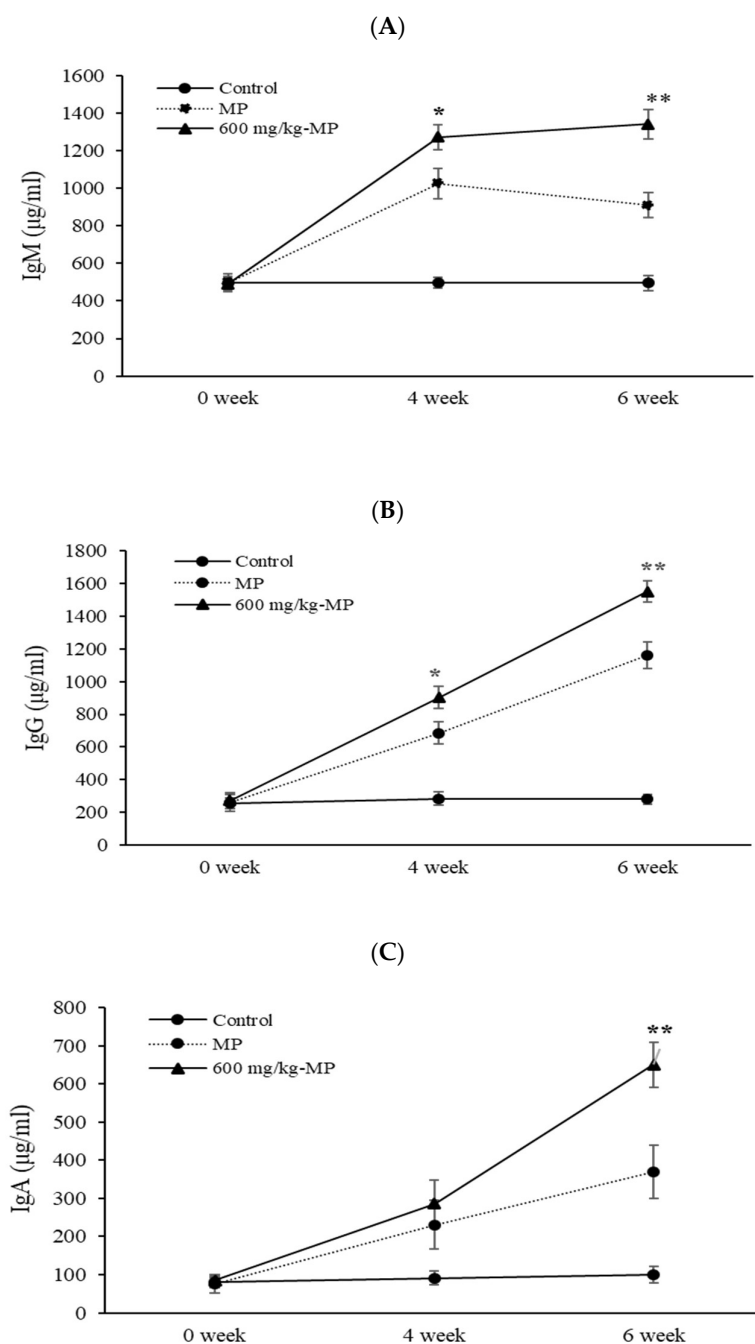 (A)
1600
1400
1200
1000
800
600
400
200
0
IgM (µg/ml)
Control
MP
600 mg/kg-MP
*
**
0 week 4 week 6 week
(B)
1800
1600
1400
1200
1000
800
600
400
200
0
IgG (µg/ml)
Control
MP
600 mg/kg-MP
*
**
0 week 4 week 6 week
(C)
800
700
600
500
400
300
200
100
0
IgA (µg/ml)
Control
MP
600 mg/kg-MP
**
0 week 4 week 6 week